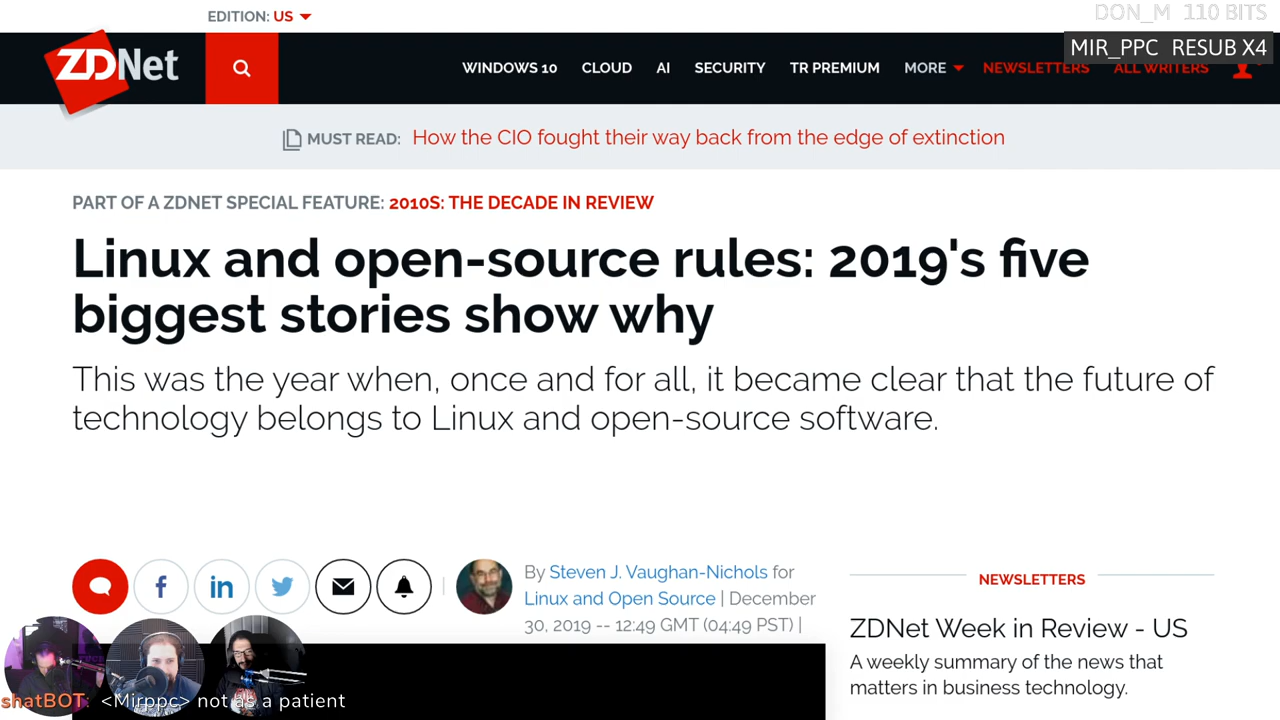 EDITION: US
DON_M 110 BITS
MIR_PPC RESUB X4
ZDNet
WINDOWS 10 CLOUD AI SECURITY TR PREMIUM MORE NEWSLETTERS ALL WRITERS
MUST READ: How the CIO fought their way back from the edge of extinction
PART OF A ZDNET SPECIAL FEATURE: 2010S: THE DECADE IN REVIEW
Linux and open-source rules: 2019's five
biggest stories show why
This was the year when, once and for all, it became clear that the future of
technology belongs to Linux and open-source software.
By Steven J. Vaughan-Nichols for
Linux and Open Source | December
30, 2019 -- 12:49 GMT (04:49 PST) |
NEWSLETTERS
ZDNet Week in Review - US
A weekly summary of the news that
matters in business technology.
shatBOT: <Mirppc> not as a patient